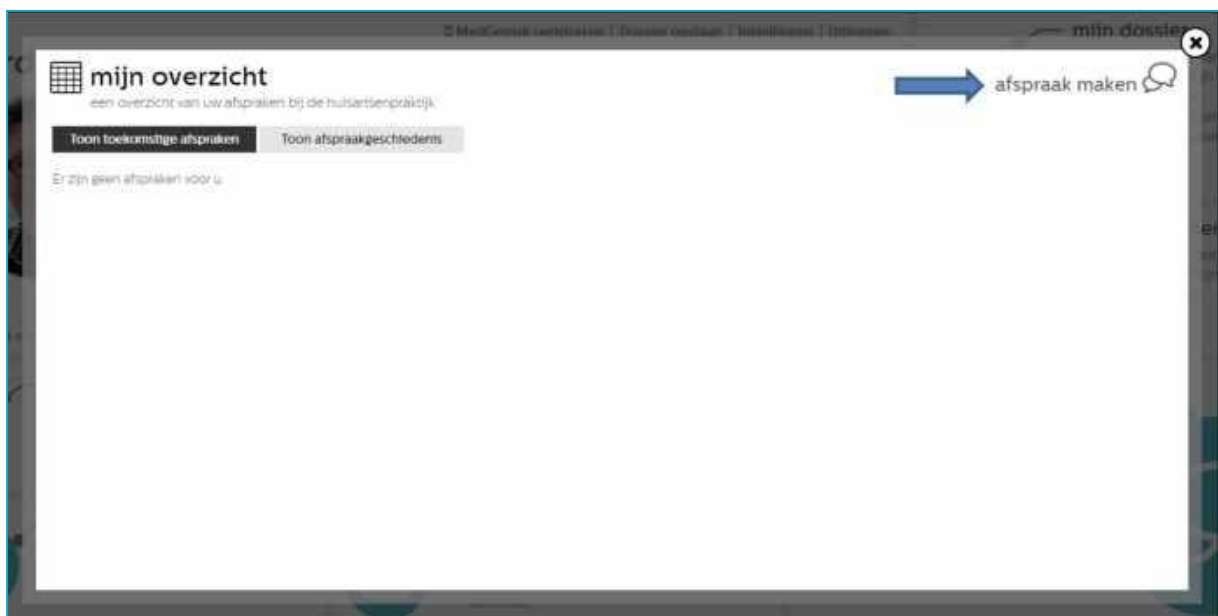 mijn dossier
mijn overzicht
afspraak maken
een overzicht van uw afspraken bij de huisartsenpraktijk
Toon toekomstige afspraken
Toon afspraakgeschiedenis
Er zijn geen afspraken voor u